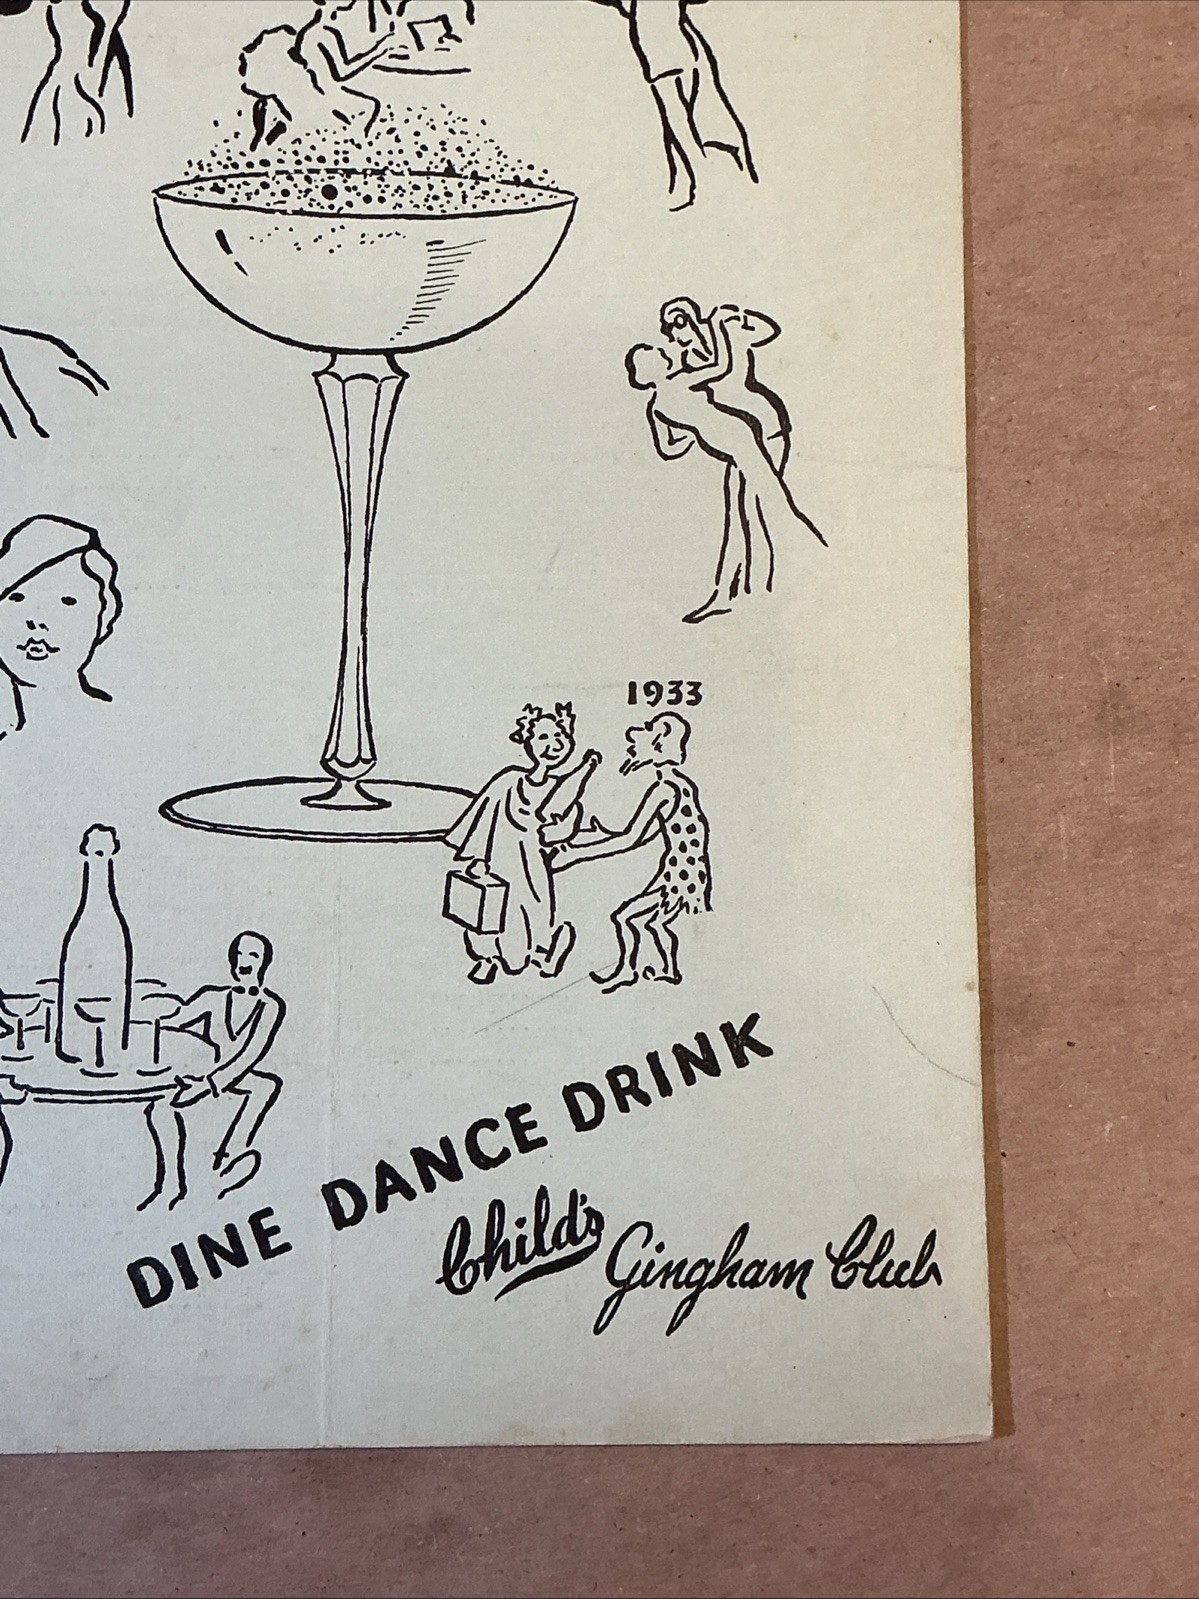 1933
DINE DANCE DRINK
Child's Gingham Club